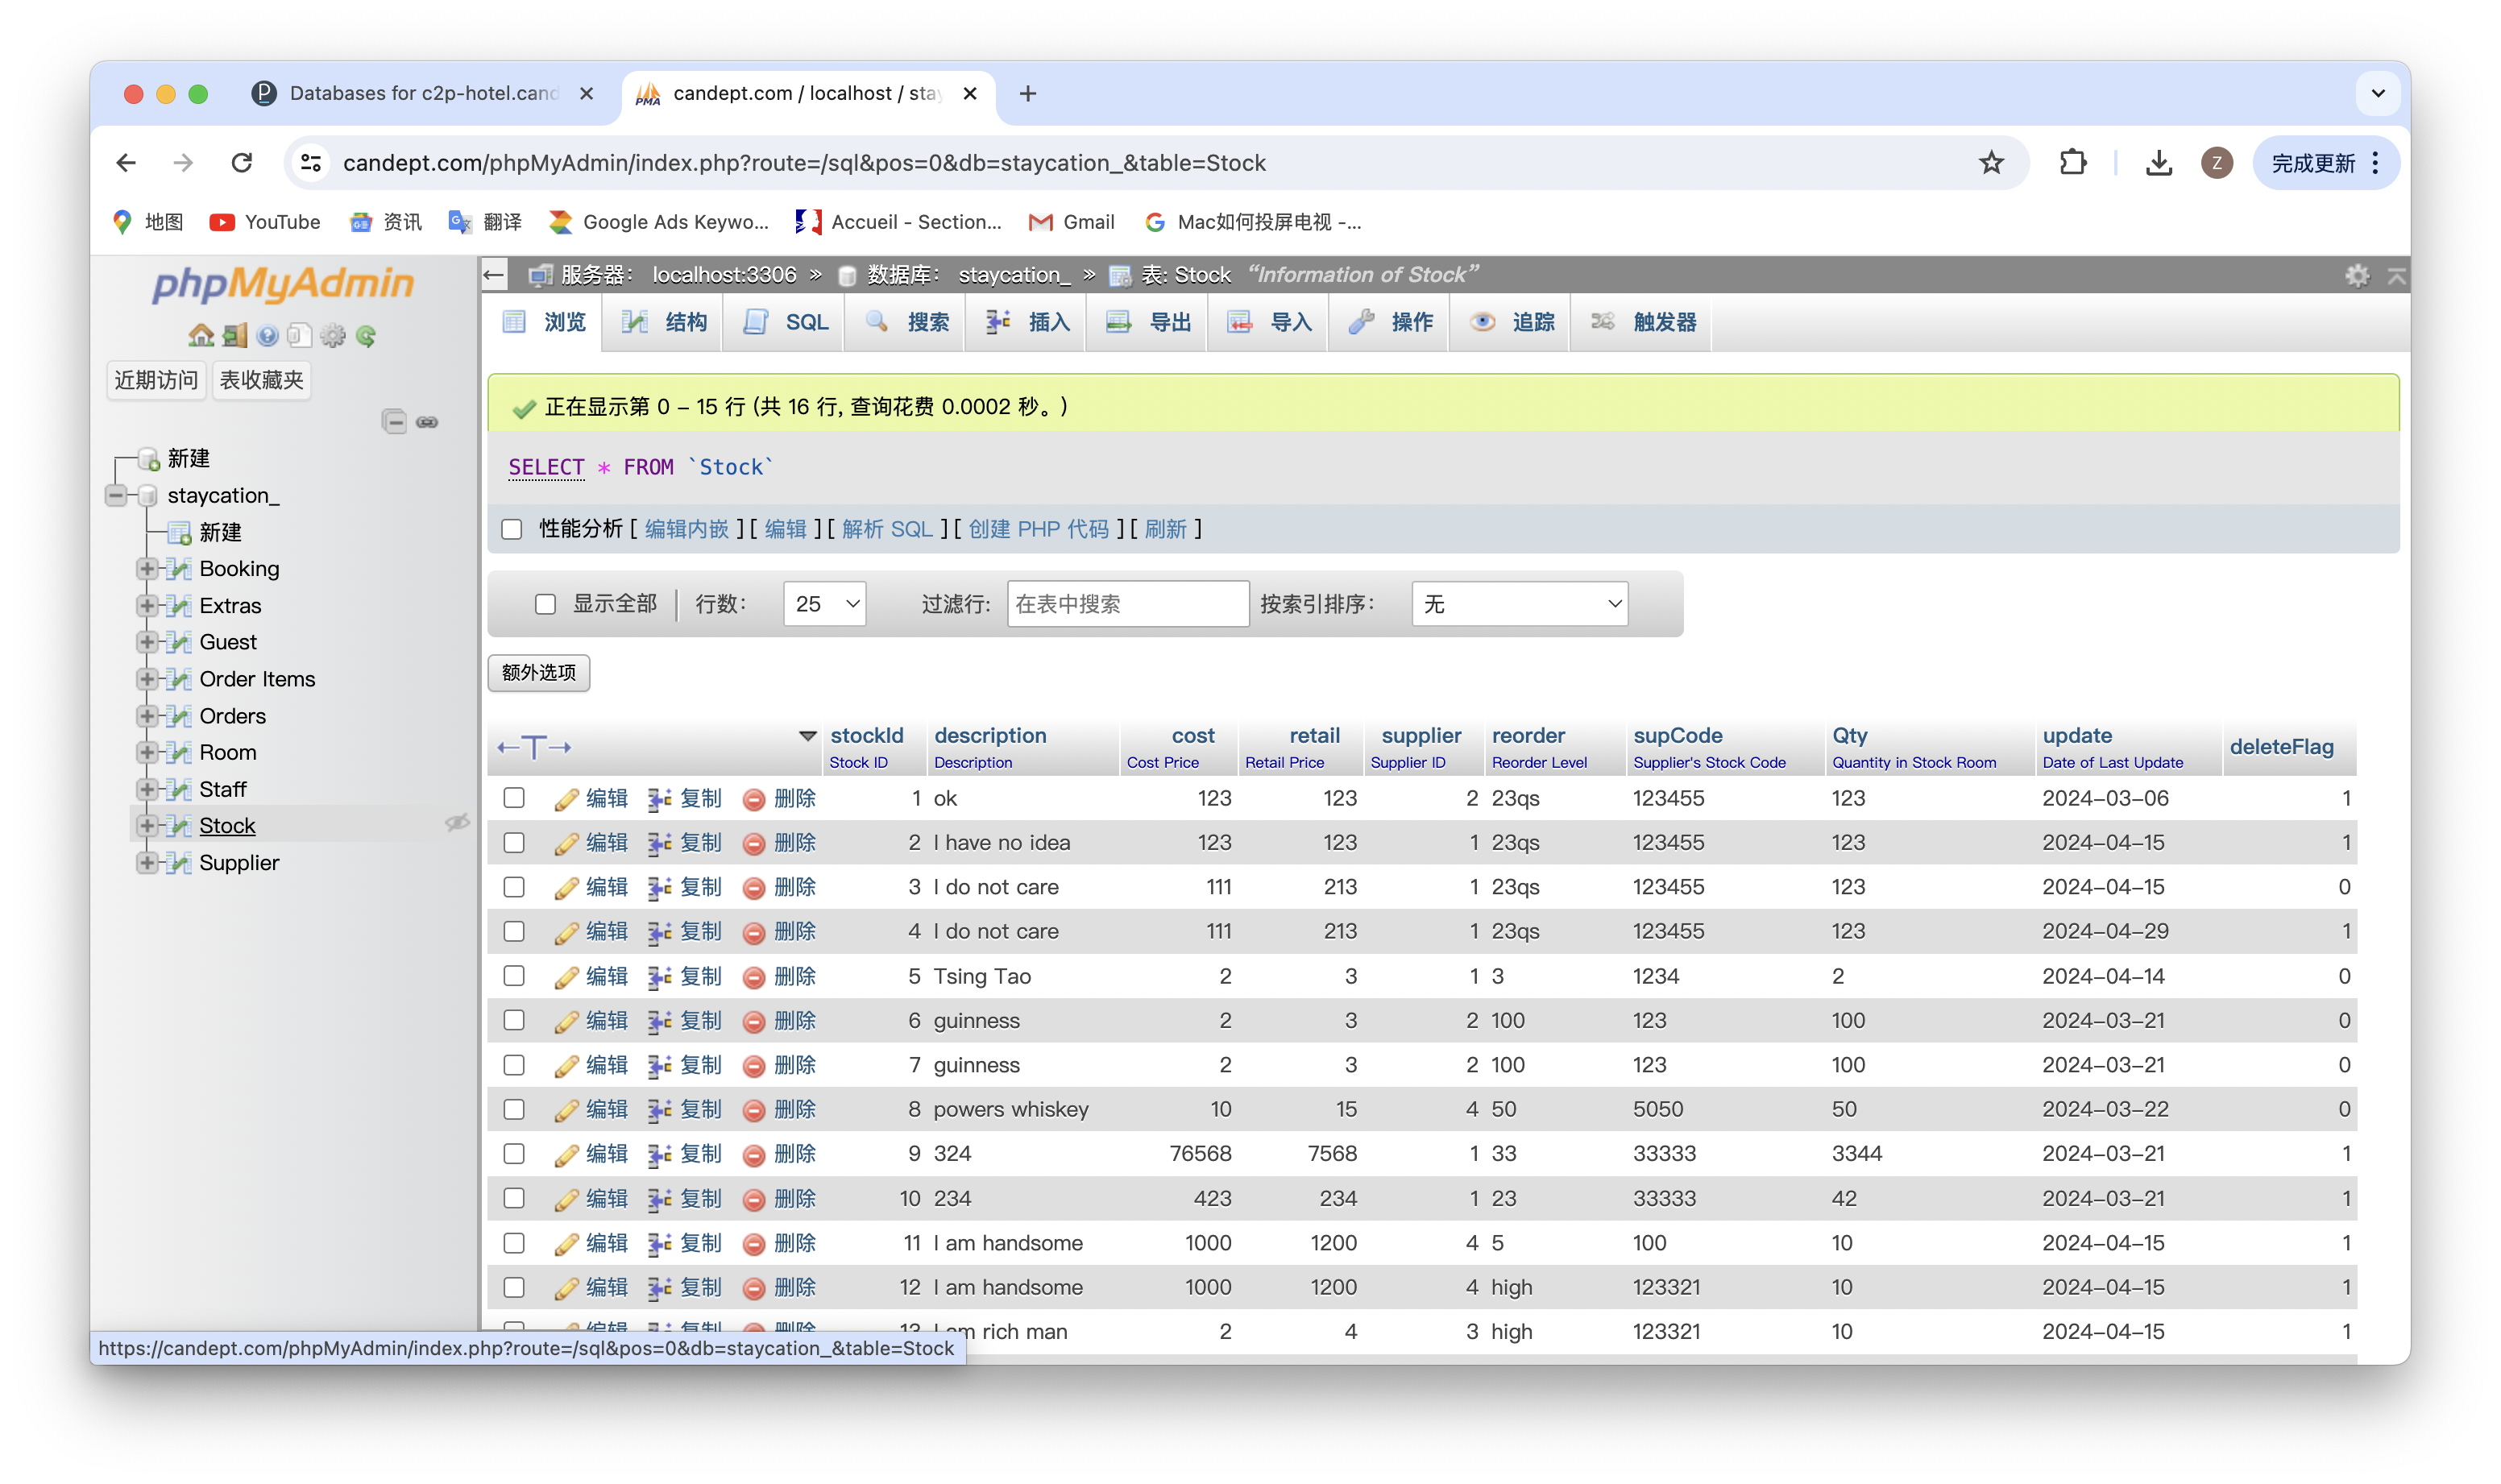 Databases for c2p-hotel.cand
candept.com / localhost / stay
candept.com/phpMyAdmin/index.php?route=/sql&pos=0&db=staycation_&table=Stock
Z
完成更新
地图 YouTube 资讯 翻译 Google Ads Keywo... Accueil - Section... Gmail Mac如何投屏电视 -...
phpMyAdmin
近期访问 表收藏夹
新建
staycation_
新建
Booking
Extras
Guest
Order Items
Orders
Room
Staff
Stock
Supplier
服务器: localhost:3306 » 数据库: staycation_ » 表: Stock “Information of Stock”
浏览 结构 SQL 搜索 插入 导出 导入 操作 追踪 触发器
正在显示第 0 - 15 行 (共 16 行, 查询花费 0.0002 秒。)
SELECT * FROM `Stock`
性能分析 [ 编辑内嵌 ] [ 编辑 ] [ 解析 SQL ] [ 创建 PHP 代码 ] [ 刷新 ]
显示全部 行数: 25 过滤行: 在表中搜索 按索引排序: 无
额外选项
←T→ stockId description cost retail supplier reorder supCode Qty update deleteFlag
Stock ID Description Cost Price Retail Price Supplier ID Reorder Level Supplier's Stock Code Quantity in Stock Room Date of Last Update
编辑 复制 删除 1 ok 123 123 2 23qs 123455 123 2024-03-06 1
编辑 复制 删除 2 I have no idea 123 123 1 23qs 123455 123 2024-04-15 1
编辑 复制 删除 3 I do not care 111 213 1 23qs 123455 123 2024-04-15 0
编辑 复制 删除 4 I do not care 111 213 1 23qs 123455 123 2024-04-29 1
编辑 复制 删除 5 Tsing Tao 2 3 1 3 1234 2 2024-04-14 0
编辑 复制 删除 6 guinness 2 3 2 100 123 100 2024-03-21 0
编辑 复制 删除 7 guinness 2 3 2 100 123 100 2024-03-21 0
编辑 复制 删除 8 powers whiskey 10 15 4 50 5050 50 2024-03-22 0
编辑 复制 删除 9 324 76568 7568 1 33 33333 3344 2024-03-21 1
编辑 复制 删除 10 234 423 234 1 23 33333 42 2024-03-21 1
编辑 复制 删除 11 I am handsome 1000 1200 4 5 100 10 2024-04-15 1
编辑 复制 删除 12 I am handsome 1000 1200 4 high 123321 10 2024-04-15 1
编辑 复制 删除 13 I am rich man 2 4 3 high 123321 10 2024-04-15 1
https://candept.com/phpMyAdmin/index.php?route=/sql&pos=0&db=staycation_&table=Stock